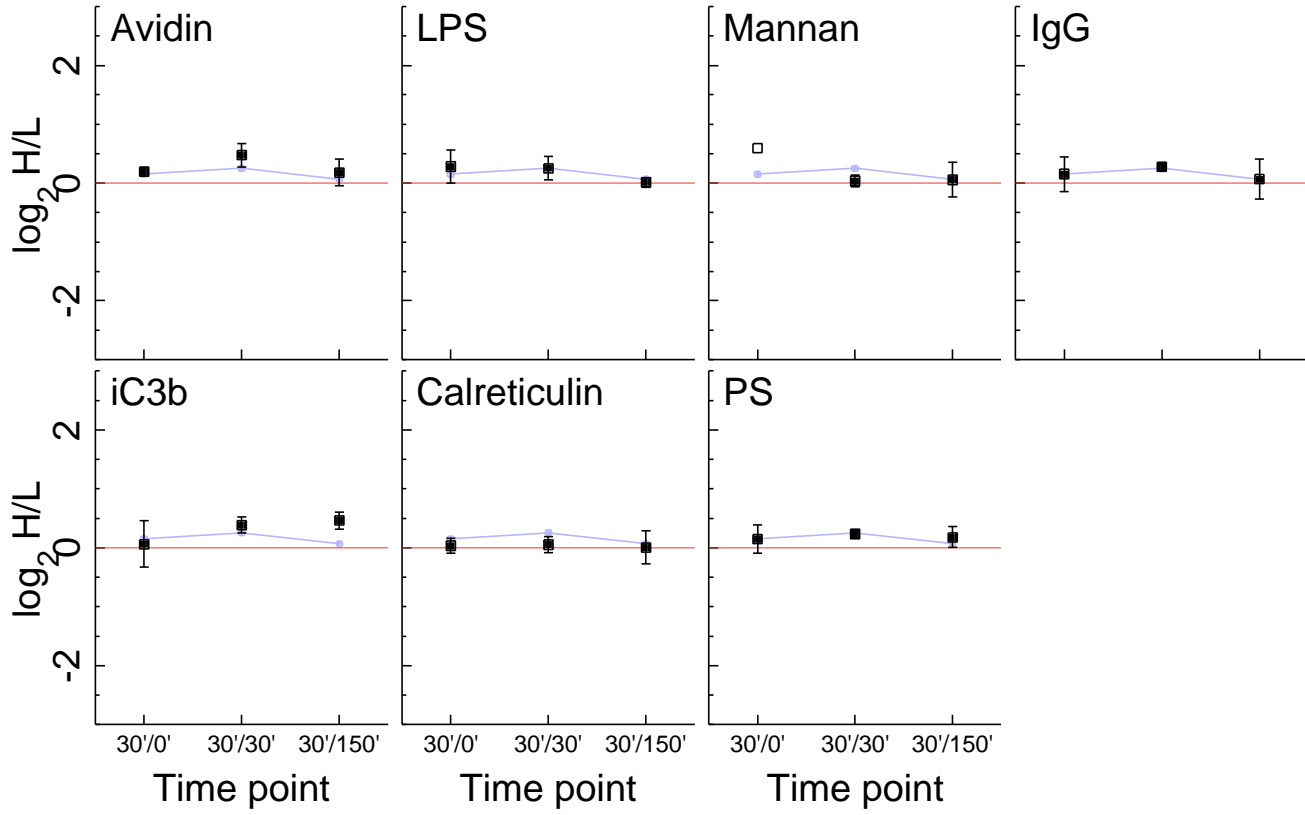 Avidin
LPS
Mannan
IgG
log2 H/L
2
0
-2
iC3b
Calreticulin
PS
log2 H/L
2
0
-2
30'/0' 30'/30' 30'/150'
30'/0' 30'/30' 30'/150'
30'/0' 30'/30' 30'/150'
Time point
Time point
Time point